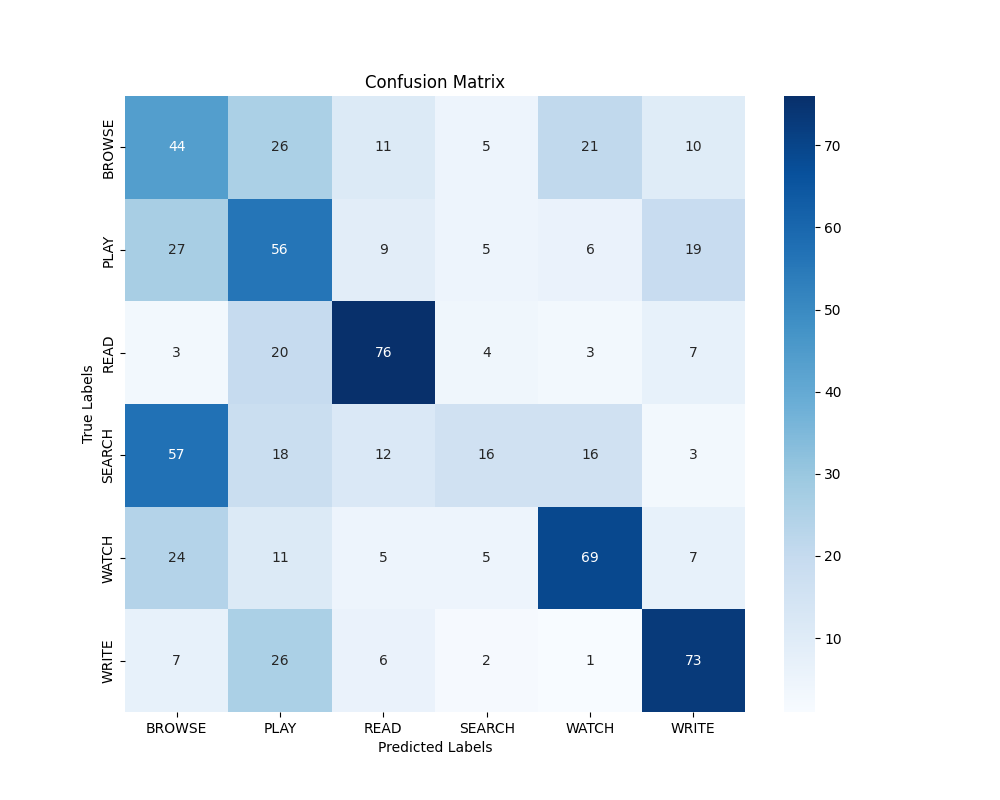 Confusion Matrix
True Labels
BROWSE 44 26 11 5 21 10
PLAY 27 56 9 5 6 19
READ 3 20 76 4 3 7
SEARCH 57 18 12 16 16 3
WATCH 24 11 5 5 69 7
WRITE 7 26 6 2 1 73
BROWSE PLAY READ SEARCH WATCH WRITE
Predicted Labels
70
60
50
40
30
20
10